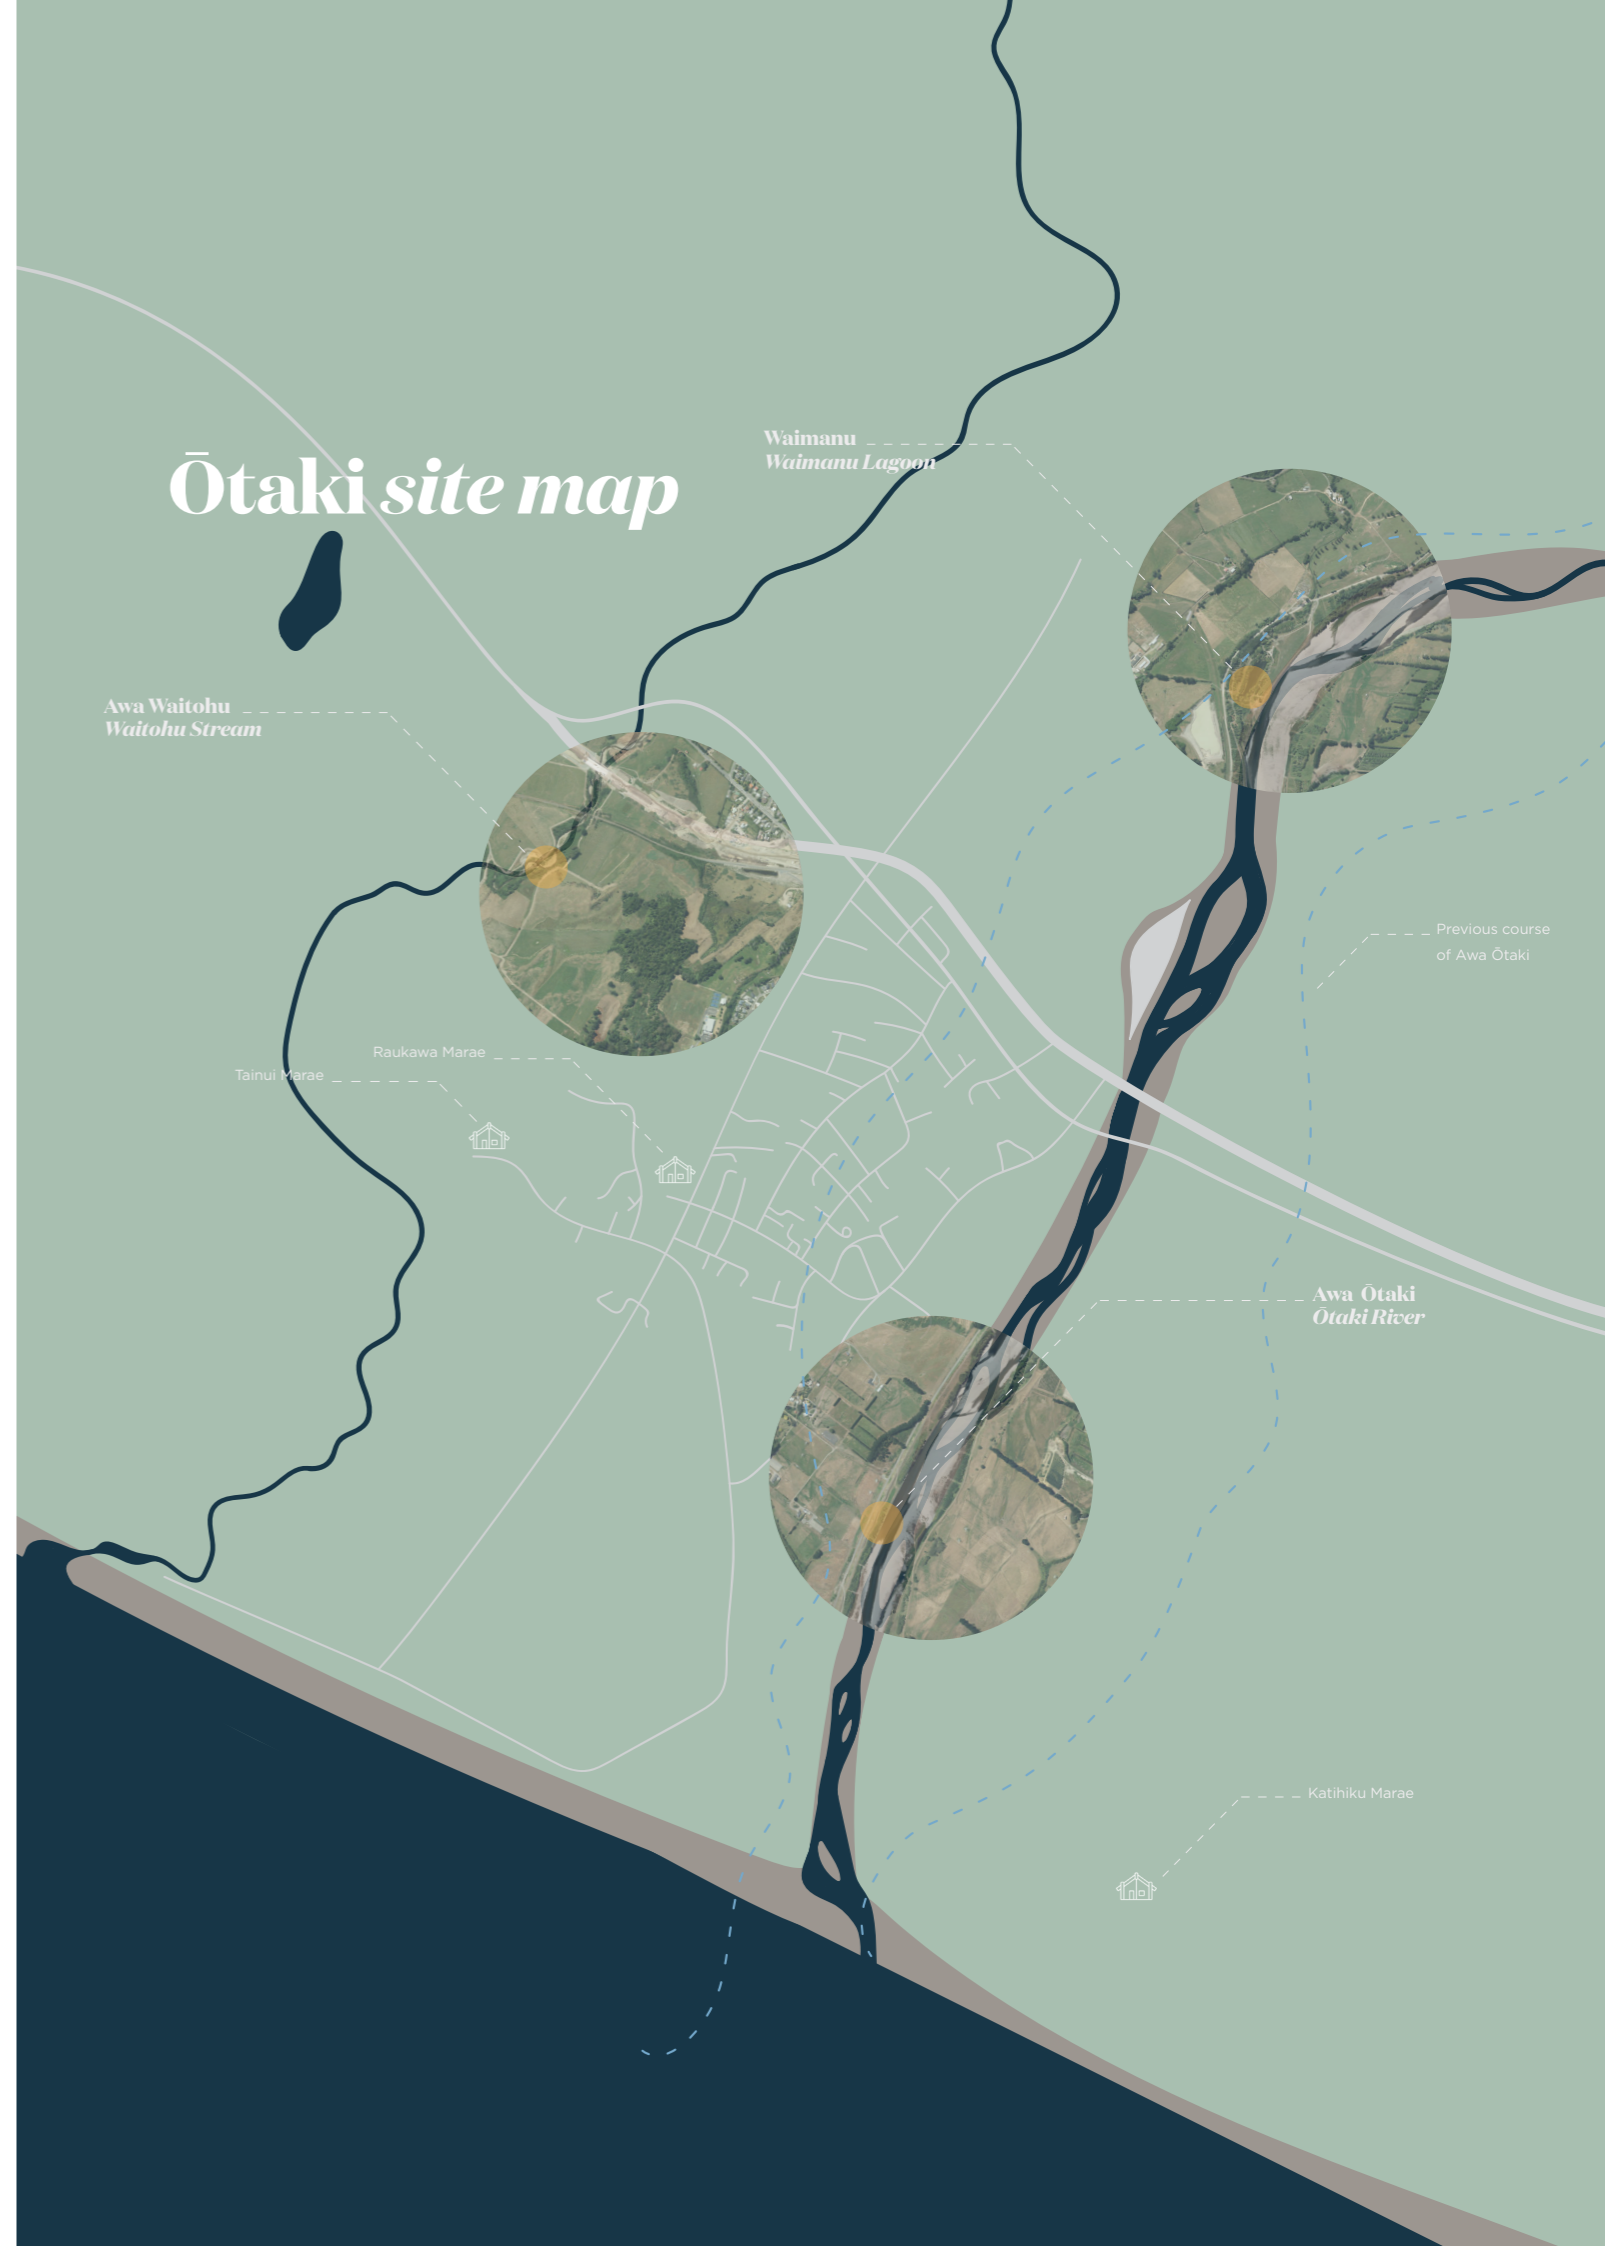 Waimanu
Waimanu Lagoon
Ōtaki site map
Awa Waitohu
Waitohu Stream
Previous course
of Awa Ōtaki
Raukawa Marae
Tainui Marae
Awa Ōtaki
Ōtaki River
Katihiku Marae